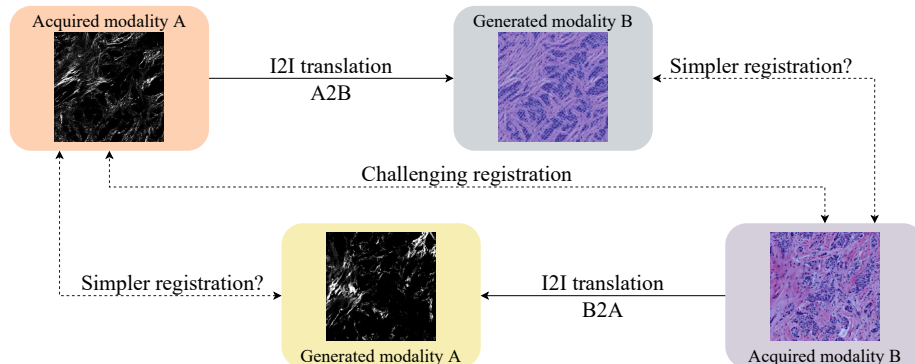 Acquired modality A
Generated modality B
I2I translation
A2B
Simpler registration?
Challenging registration
Simpler registration?
I2I translation
B2A
Generated modality A
Acquired modality B